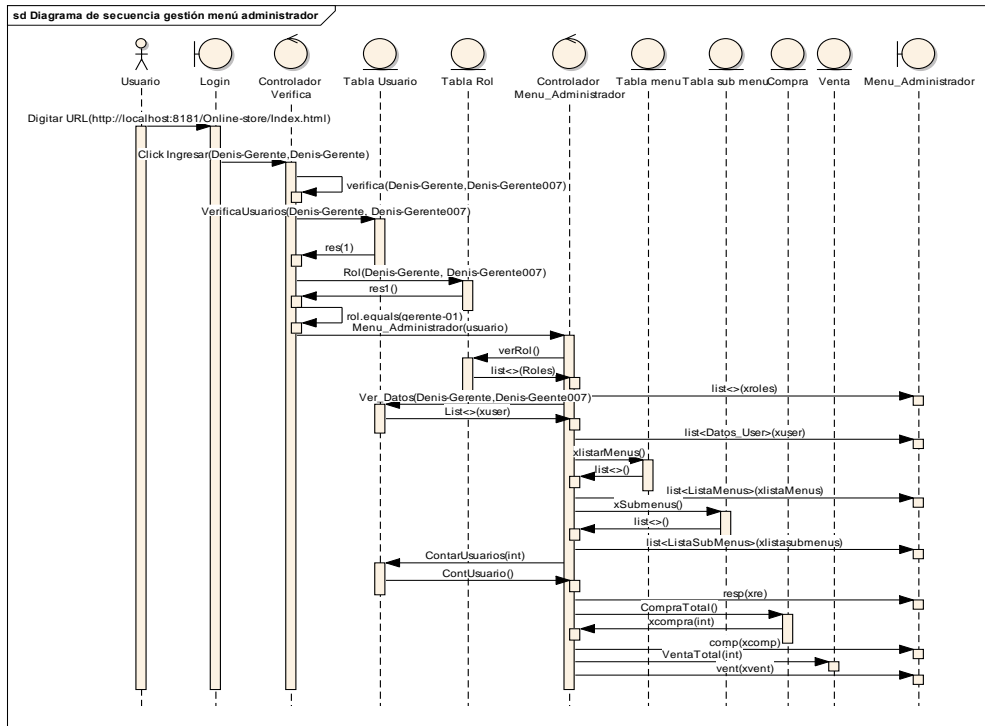 sd Diagrama de secuencia gestión menú administrador
Usuario
Login
Controlador
Verifica
Tabla Usuario
Tabla Rol
Controlador
Menu_Administrador
Tabla menu
Tabla sub menu
Compra
Venta
Menu_Administrador
Digitar URL(http://localhost:8181/Online-store/Index.html)
Click Ingresar(Denis-Gerente,Denis-Gerente)
verifica(Denis-Gerente,Denis-Gerente007)
VerificaUsuarios(Denis-Gerente, Denis-Gerente007)
res(1)
Rol(Denis-Gerente, Denis-Gerente007)
res1()
rol.equals(gerente-01)
Menu_Administrador(usuario)
verRol()
list<>(Roles)
list<>(xroles)
Ver_Datos(Denis-Gerente,Denis-Geente007)
List<>(xuser)
list<Datos_User>(xuser)
xlistarMenus()
list<>()
list<ListaMenus>(xlistaMenus)
xSubmenus()
list<>()
list<ListaSubMenus>(xlistasubmenus)
ContarUsuarios(int)
ContUsuario()
resp(xre)
CompraTotal()
xcompra(int)
comp(xcomp)
VentaTotal(int)
vent(xvent)